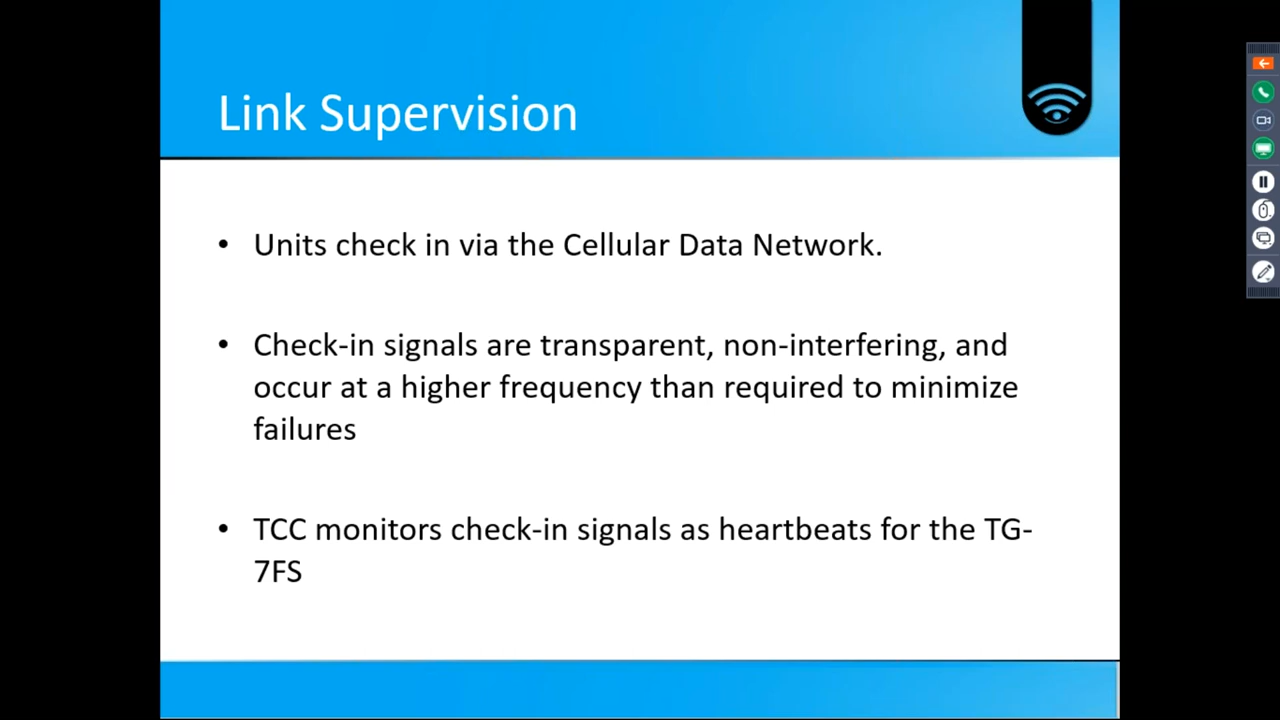 Link Supervision
• Units check in via the Cellular Data Network.
• Check-in signals are transparent, non-interfering, and
occur at a higher frequency than required to minimize
failures
• TCC monitors check-in signals as heartbeats for the TG-
7FS